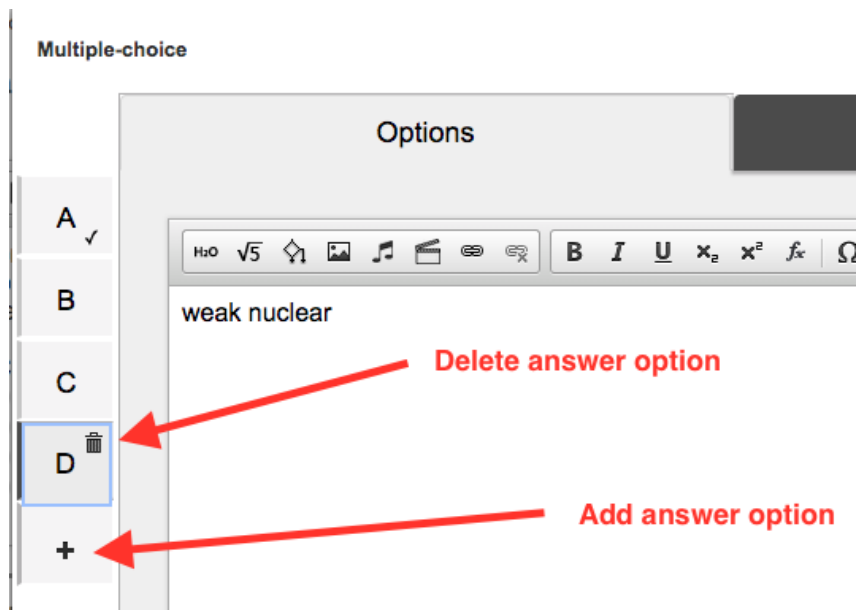 Multiple-choice
Options
A
H₂O √5 B I U x₂ x² fx Ω
B
weak nuclear
Delete answer option
C
D
Add answer option
+